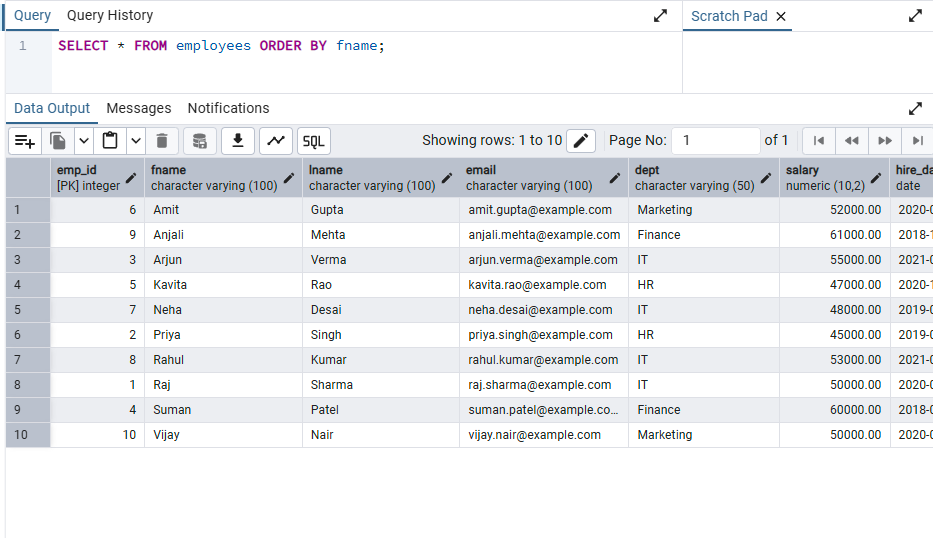 Query Query History Scratch Pad
1 SELECT * FROM employees ORDER BY fname;
Data Output Messages Notifications
SQL Showing rows: 1 to 10 Page No: 1 of 1
emp_id fname lname email dept salary hire_da
[PK] integer character varying (100) character varying (100) character varying (100) character varying (50) numeric (10,2) date
1 6 Amit Gupta amit.gupta@example.com Marketing 52000.00 2020-0
2 9 Anjali Mehta anjali.mehta@example.com Finance 61000.00 2018-1
3 3 Arjun Verma arjun.verma@example.com IT 55000.00 2021-0
4 5 Kavita Rao kavita.rao@example.com HR 47000.00 2020-1
5 7 Neha Desai neha.desai@example.com IT 48000.00 2019-0
6 2 Priya Singh priya.singh@example.com HR 45000.00 2019-0
7 8 Rahul Kumar rahul.kumar@example.com IT 53000.00 2021-0
8 1 Raj Sharma raj.sharma@example.com IT 50000.00 2020-0
9 4 Suman Patel suman.patel@example.co... Finance 60000.00 2018-0
10 10 Vijay Nair vijay.nair@example.com Marketing 50000.00 2020-0